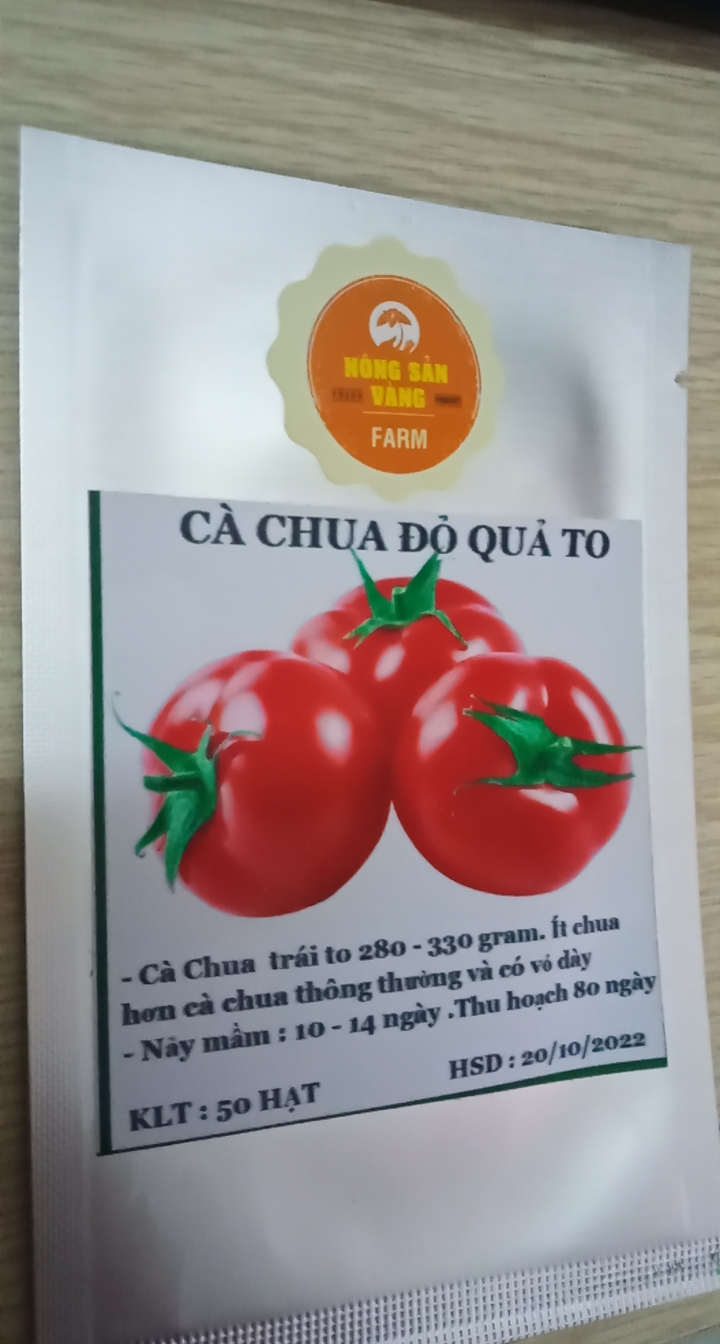 NÔNG SẢN
VÀNG
FARM
CÀ CHUA ĐỎ QUẢ TO
- Cà Chua trái to 280 - 330 gram. Ít chua
hơn cà chua thông thường và có vỏ dày
- Nảy mầm : 10 - 14 ngày .Thu hoạch 80 ngày
HSD : 20/10/2022
KLT : 50 HẠT